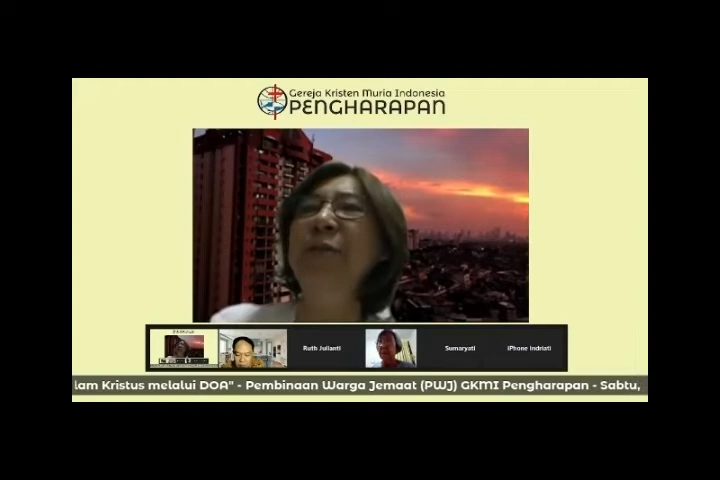 Gereja Kristen Muria Indonesia
PENGHARAPAN
Ruth Julianti
Sumaryati
iPhone Indriati
lam Kristus melalui DOA" - Pembinaan Warga Jemaat (PWJ) GKMI Pengharapan - Sabtu,